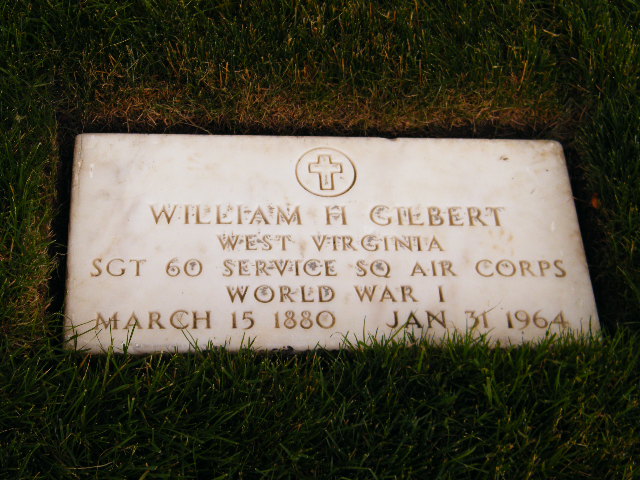 WILLIAM H GILBERT
WEST VIRGINIA
SGT 60 SERVICE SQ AIR CORPS
WORLD WAR I
MARCH 15 1880 JAN 31 1964